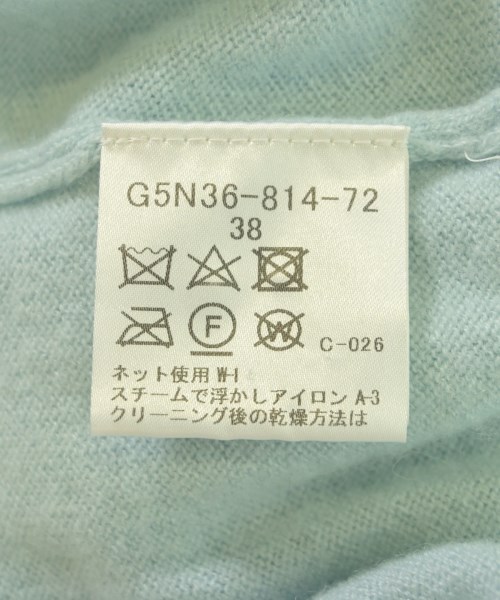 G5N36-814-72
38
F W C-026
ネット使用 W-I
スチームで浮かしアイロン A-3
クリーニング後の乾燥方法は